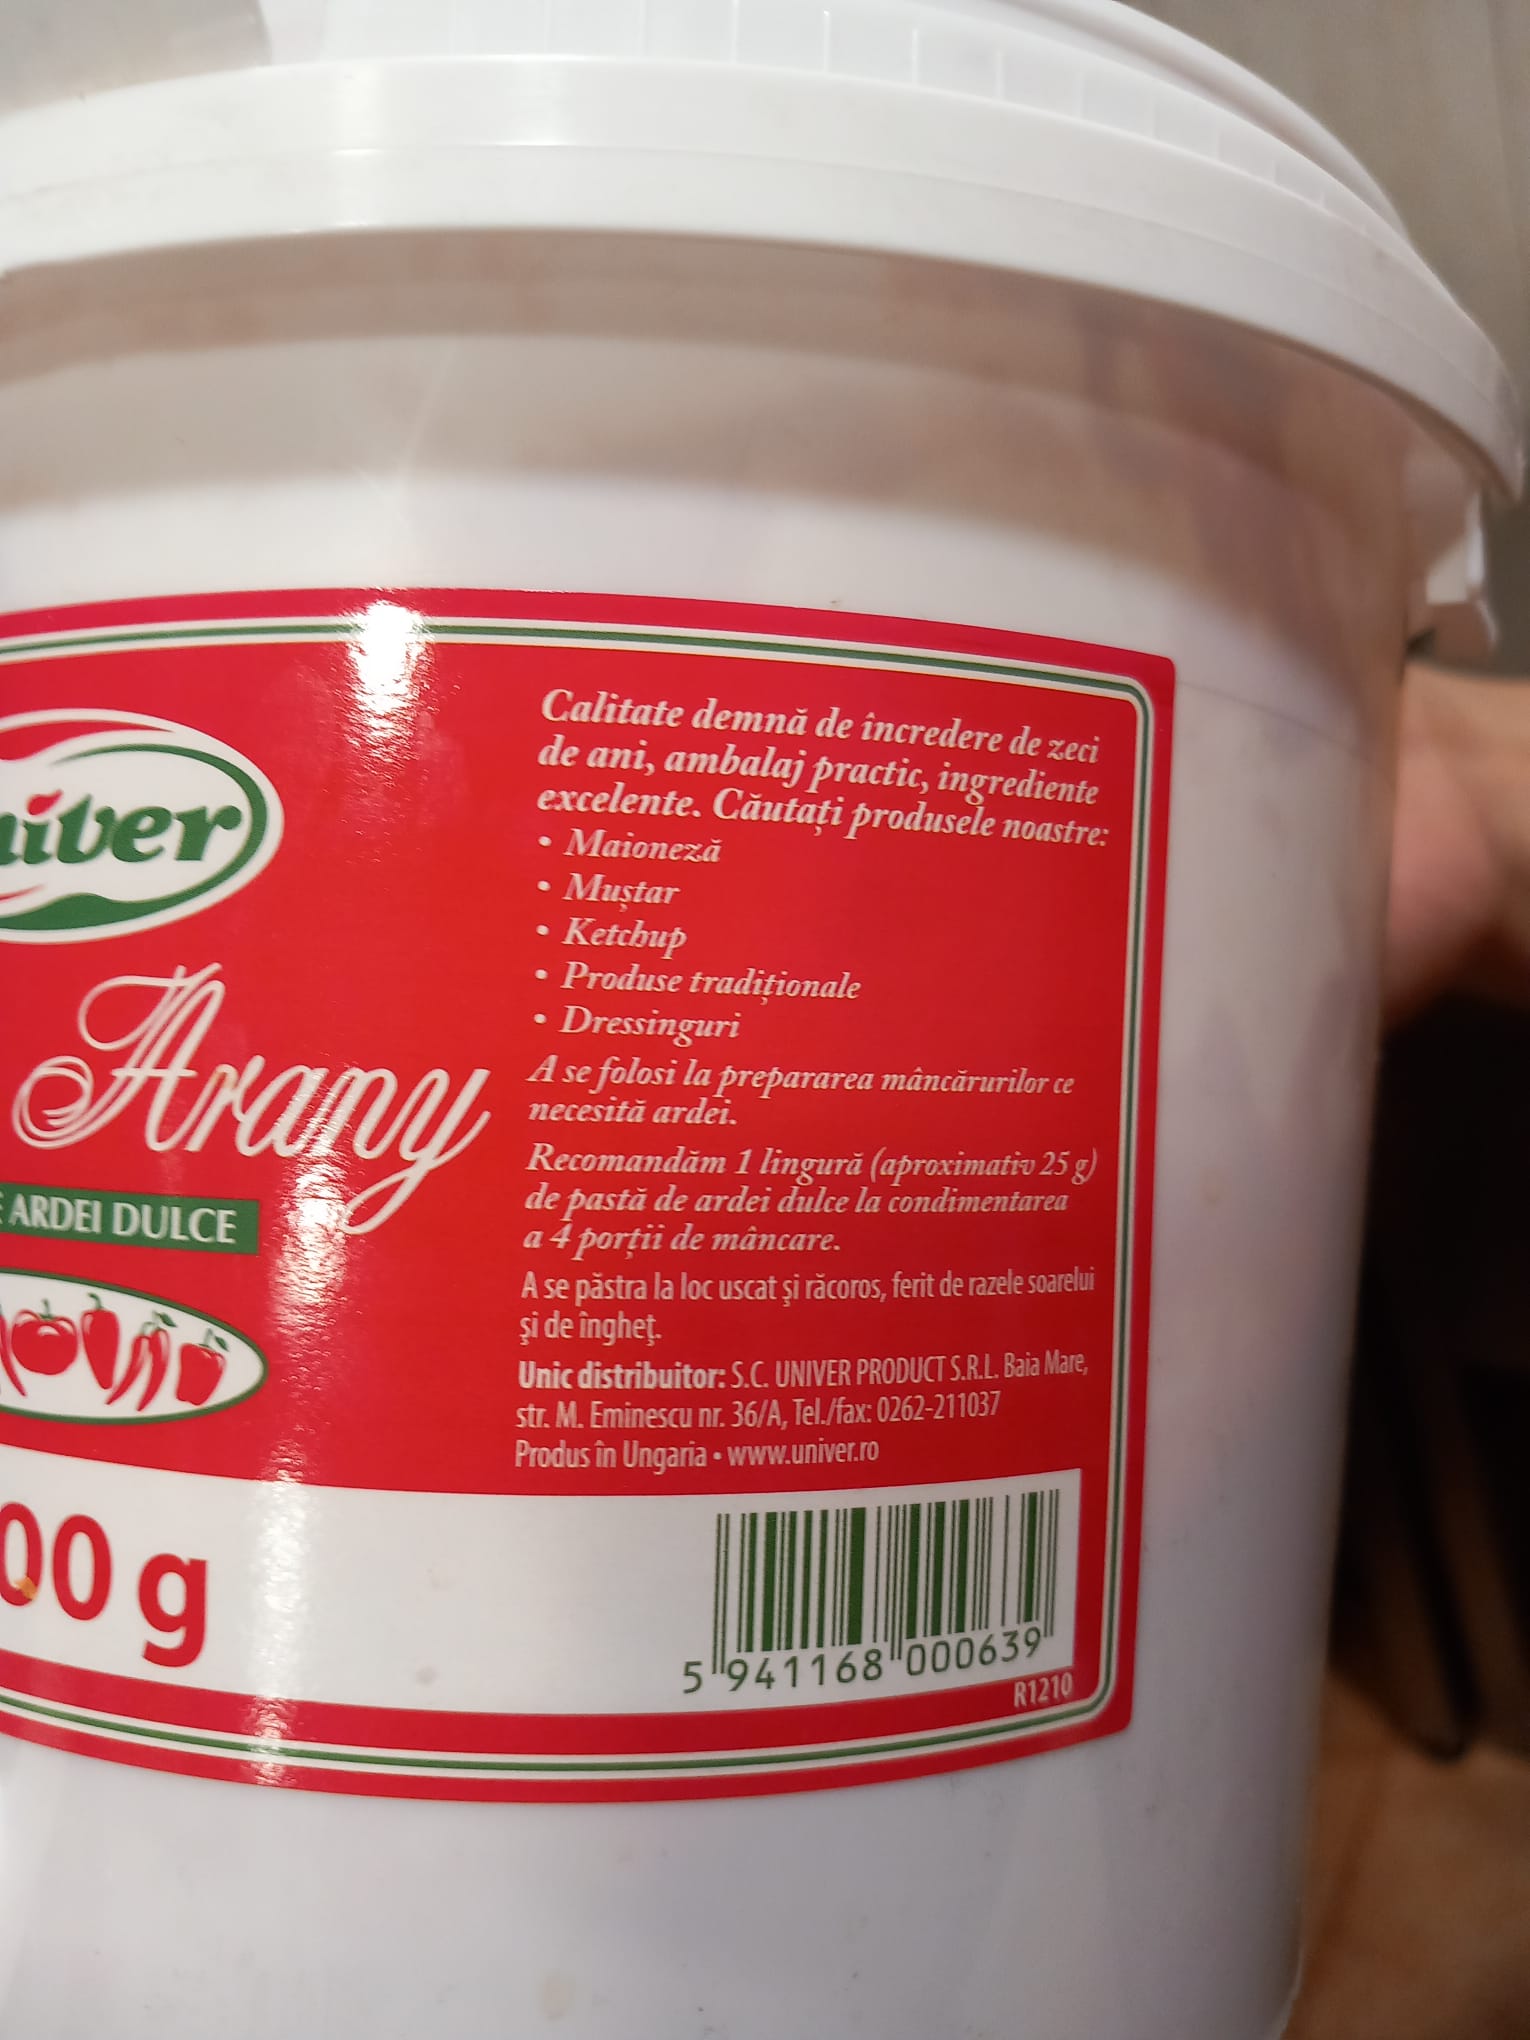 Calitate demnă de încredere de zeci
de ani, ambalaj practic, ingrediente
excelente. Căutați produsele noastre:
• Maioneză
• Muștar
• Ketchup
• Produse tradiționale
• Dressinguri
A se folosi la prepararea mâncărurilor ce
necesită ardei.
Recomandăm 1 lingură (aproximativ 25 g)
de pastă de ardei dulce la condimentarea
a 4 porții de mâncare.
A se păstra la loc uscat și răcoros, ferit de razele soarelui
și de îngheț.
Unic distribuitor: S.C. UNIVER PRODUCT S.R.L. Baia Mare,
str. M. Eminescu nr. 36/A, Tel./fax: 0262-211037
Produs în Ungaria • www.univer.ro
niver
Arany
ARDEI DULCE
00 g
5 941168 000639
R1210